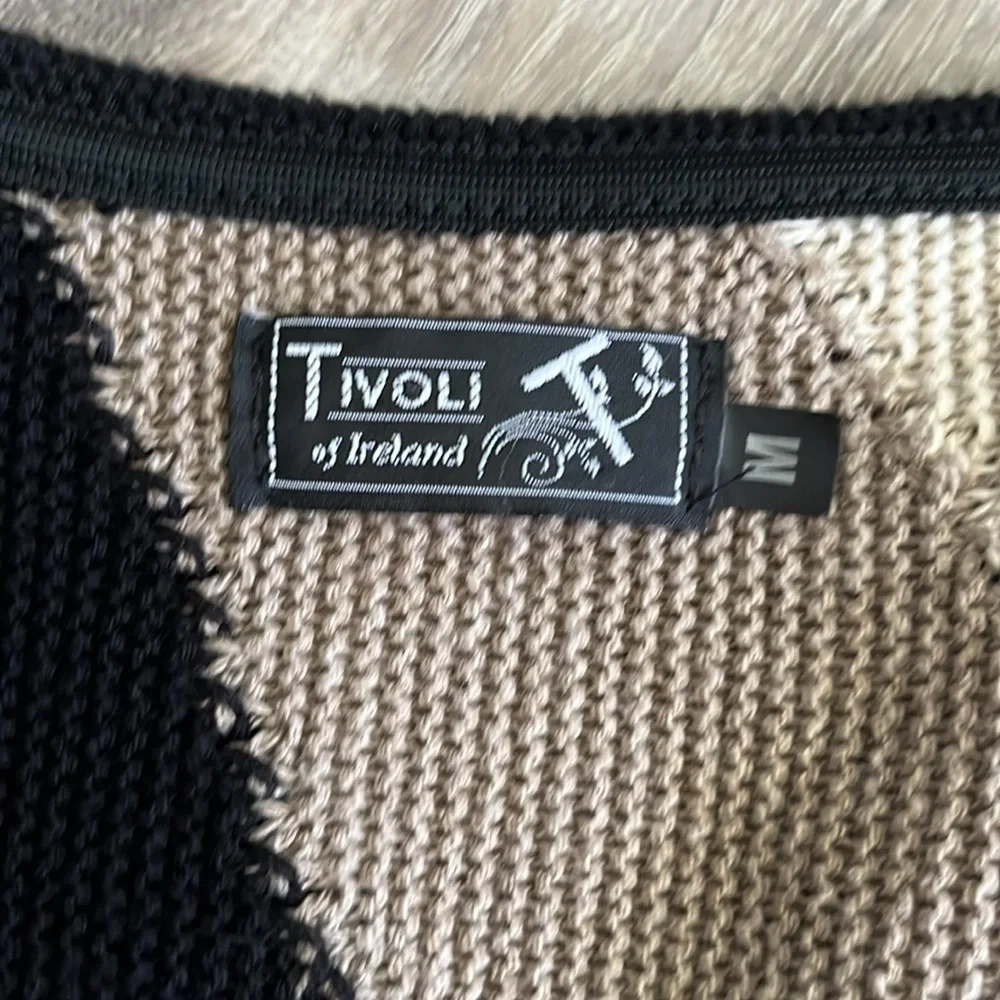 TIVOLI
of Ireland
T
M